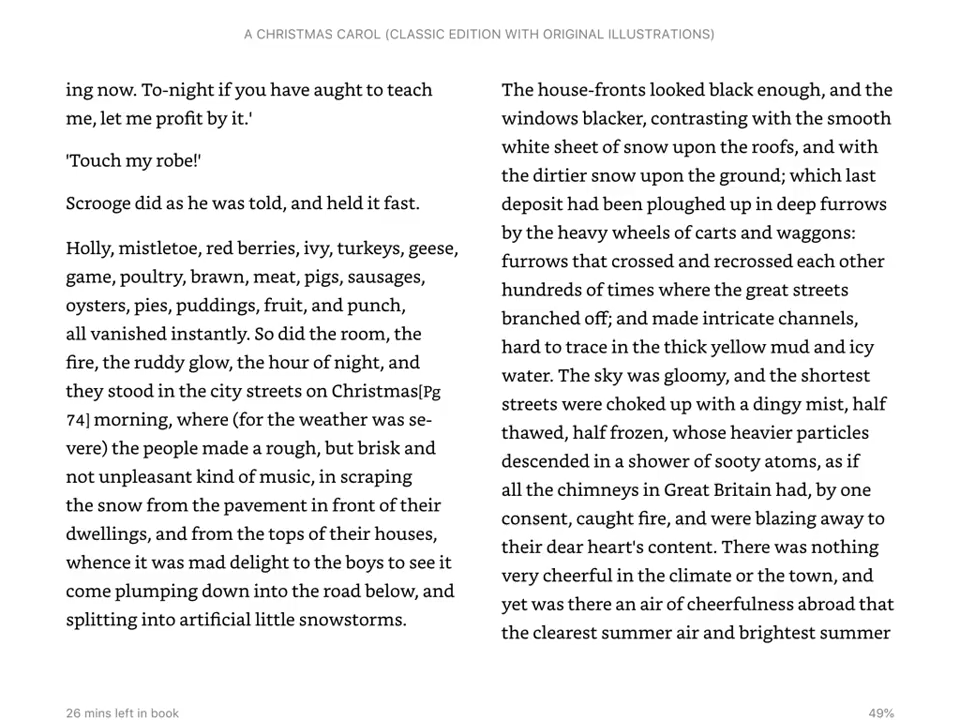 A CHRISTMAS CAROL (CLASSIC EDITION WITH ORIGINAL ILLUSTRATIONS)
ing now. To-night if you have aught to teach
me, let me profit by it.'
'Touch my robe!'
Scrooge did as he was told, and held it fast.
Holly, mistletoe, red berries, ivy, turkeys, geese,
game, poultry, brawn, meat, pigs, sausages,
oysters, pies, puddings, fruit, and punch,
all vanished instantly. So did the room, the
fire, the ruddy glow, the hour of night, and
they stood in the city streets on Christmas[Pg
74] morning, where (for the weather was se-
vere) the people made a rough, but brisk and
not unpleasant kind of music, in scraping
the snow from the pavement in front of their
dwellings, and from the tops of their houses,
whence it was mad delight to the boys to see it
come plumping down into the road below, and
splitting into artificial little snowstorms.
The house-fronts looked black enough, and the
windows blacker, contrasting with the smooth
white sheet of snow upon the roofs, and with
the dirtier snow upon the ground; which last
deposit had been ploughed up in deep furrows
by the heavy wheels of carts and waggons:
furrows that crossed and recrossed each other
hundreds of times where the great streets
branched off; and made intricate channels,
hard to trace in the thick yellow mud and icy
water. The sky was gloomy, and the shortest
streets were choked up with a dingy mist, half
thawed, half frozen, whose heavier particles
descended in a shower of sooty atoms, as if
all the chimneys in Great Britain had, by one
consent, caught fire, and were blazing away to
their dear heart's content. There was nothing
very cheerful in the climate or the town, and
yet was there an air of cheerfulness abroad that
the clearest summer air and brightest summer
26 mins left in book
49%